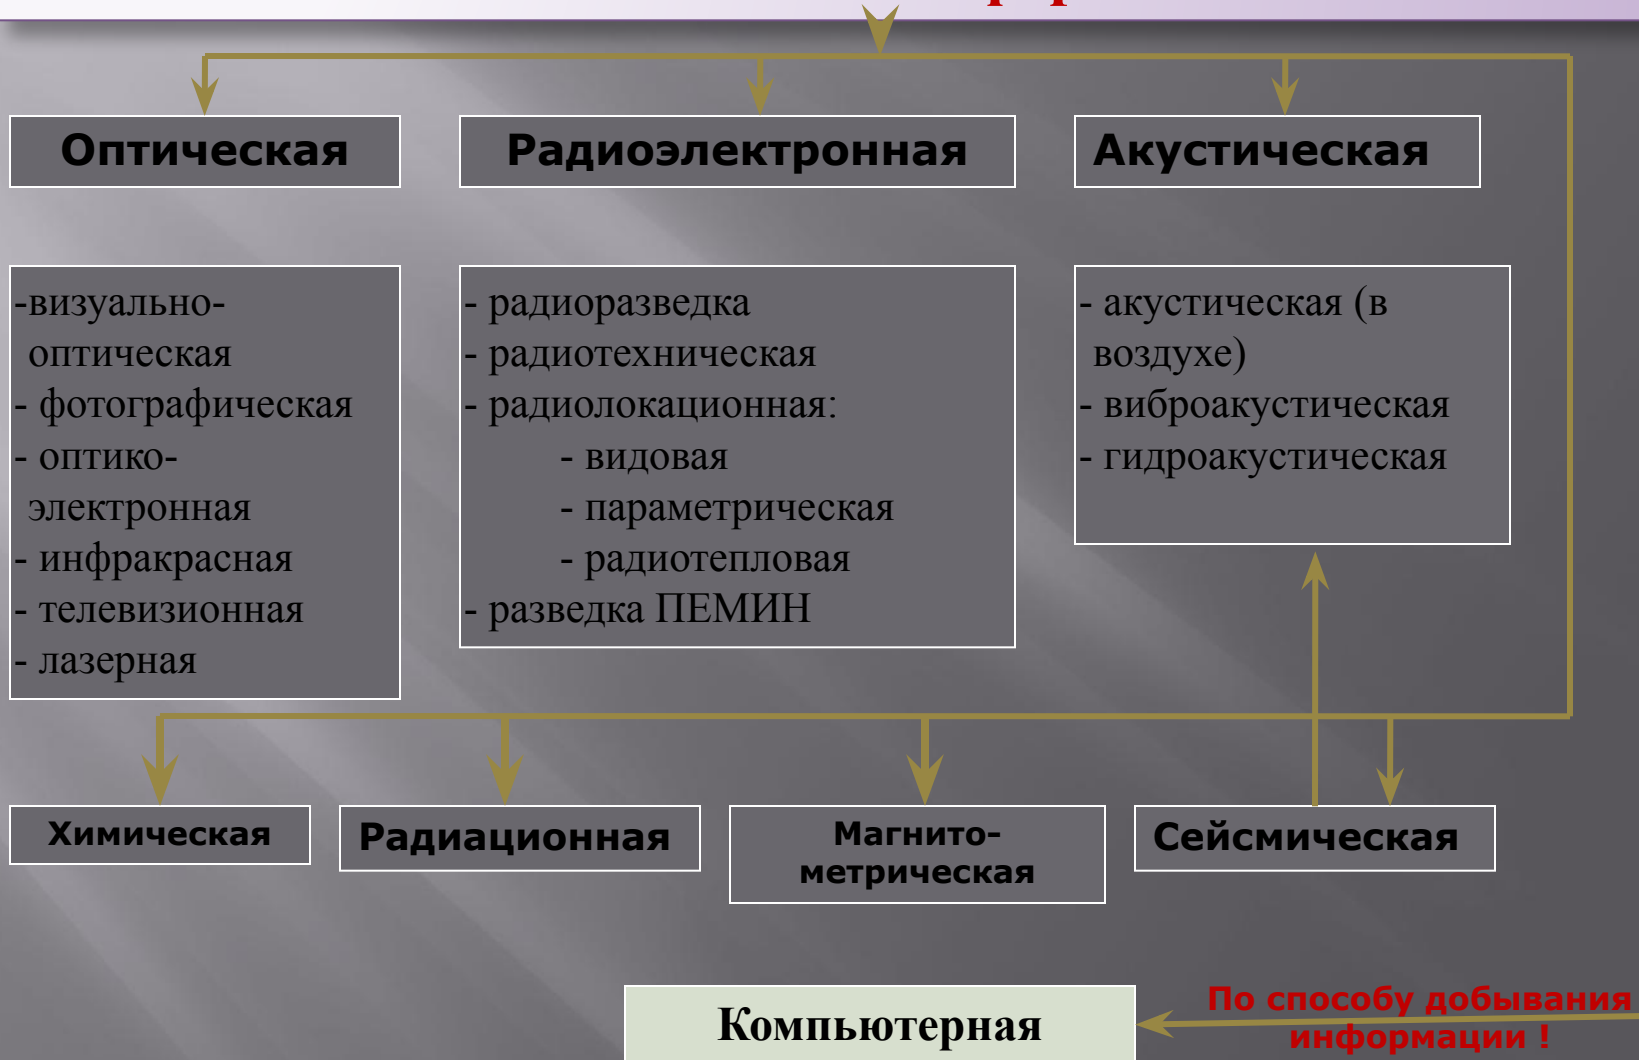 Оптическая
Радиоэлектронная
Акустическая
-визуально-
оптическая
- фотографическая
- оптико-
электронная
- инфракрасная
- телевизионная
- лазерная
- радиоразведка
- радиотехническая
- радиолокационная:
- видовая
- параметрическая
- радиотепловая
- разведка ПЕМИН
- акустическая (в
воздухе)
- виброакустическая
- гидроакустическая
Химическая
Радиационная
Магнито-
метрическая
Сейсмическая
Компьютерная
По способу добывания
информации !